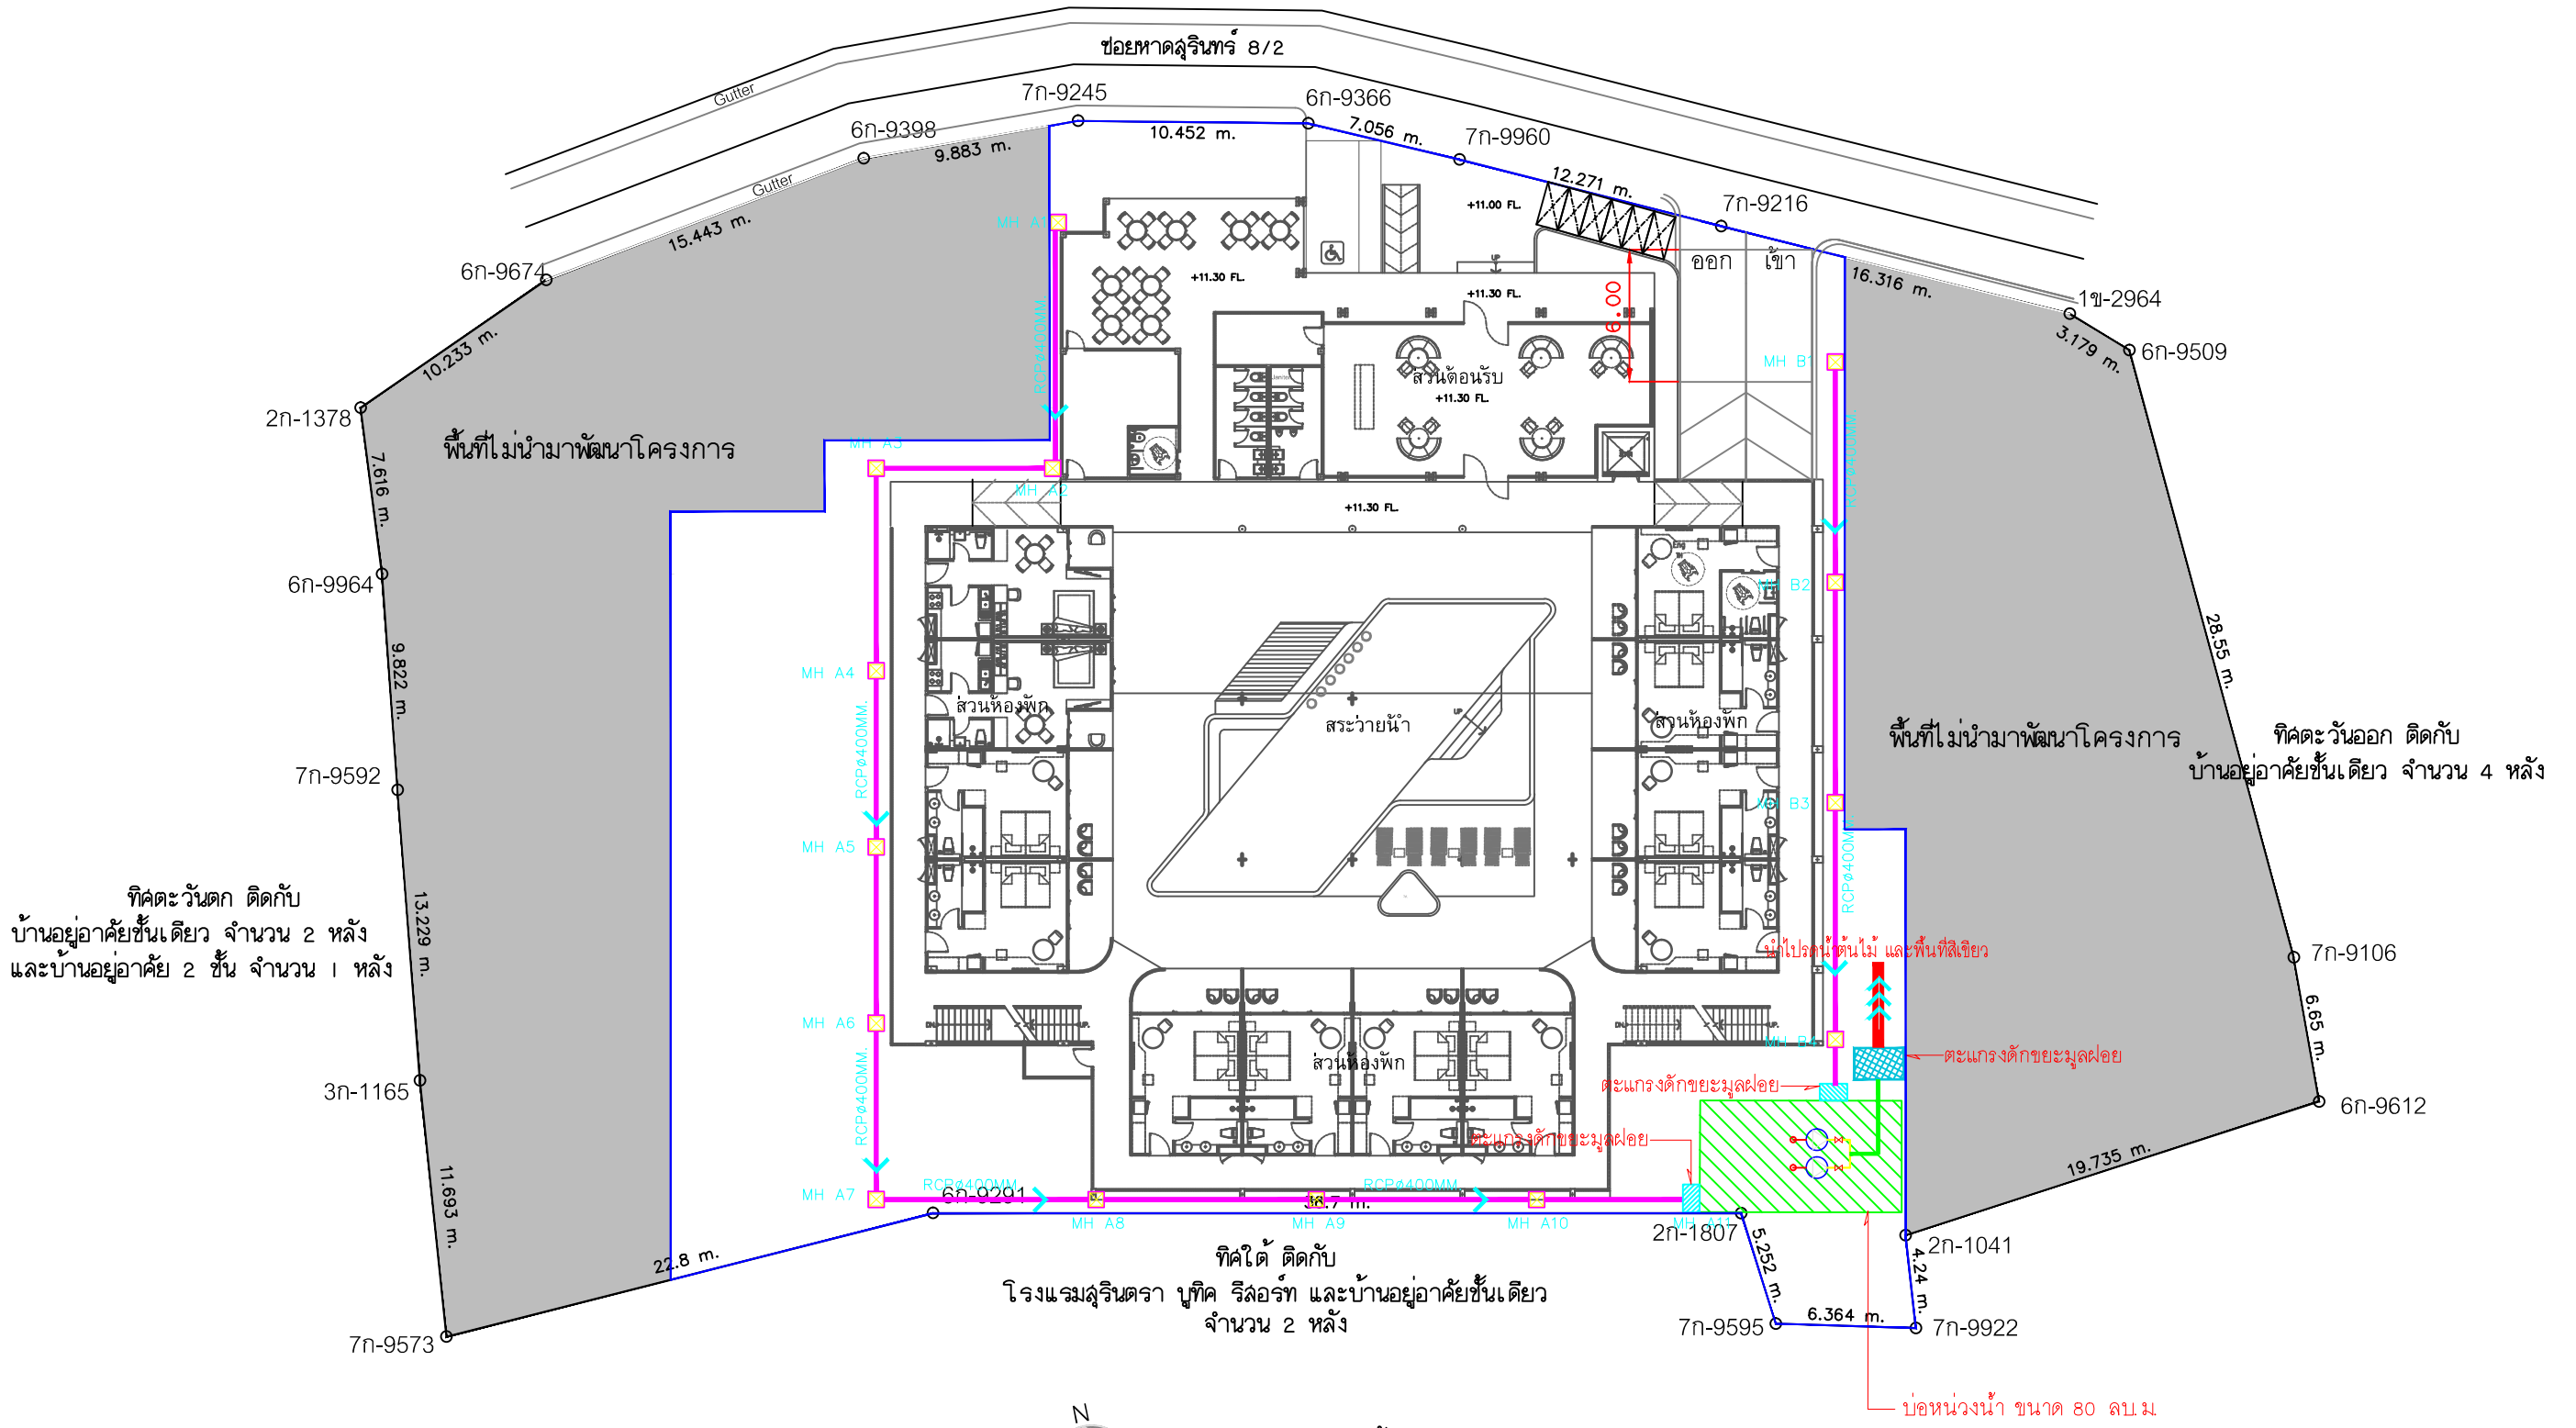 ซอยหาดสุรินทร์ 8/2
Gutter
7ก-9245
6ก-9366
6ก-9398
10.452 m.
7.056 m.
7ก-9960
9.883 m.
Gutter
12.271 m.
7ก-9216
15.443 m.
+11.00 FL.
MH A1
6ก-9674
+11.30 FL.
UP
ออก
เข้า
+11.30 FL.
16.316 m.
1ข-2964
6.00
3.179 m.
6ก-9509
10.233 m.
RCPø400MM.
MH B1
ส่วนต้อนรับ
+11.30 FL.
2ก-1378
พื้นที่ไม่นำมาพัฒนาโครงการ
MH A3
7.616 m.
MH A2
RCPø400MM.
+11.30 FL.
6ก-9964
MH B2
9.822 m.
28.55 m.
MH A4
ส่วนห้องพัก
สระว่ายน้ำ
UP
ส่วนห้องพัก
พื้นที่ไม่นำมาพัฒนาโครงการ
ทิศตะวันออก ติดกับ
บ้านอยู่อาศัยชั้นเดียว จำนวน 4 หลัง
RCPø400MM.
7ก-9592
MH B3
MH A5
RCPø400MM.
ทิศตะวันตก ติดกับ
บ้านอยู่อาศัยชั้นเดียว จำนวน 2 หลัง
และบ้านอยู่อาศัย 2 ชั้น จำนวน 1 หลัง
13.229 m.
นำไปรดน้ำต้นไม้ และพื้นที่สีเขียว
7ก-9106
6.65 m.
MH A6
DN.
UP.
DN.
UP.
MH B4
ตะแกรงดักขยะมูลฝอย
ส่วนห้องพัก
3ก-1165
RCPø400MM.
ตะแกรงดักขยะมูลฝอย
6ก-9612
ตะแกรงดักขยะมูลฝอย
19.735 m.
11.693 m.
MH A7
RCPø400MM.
6ก-9291
RCPø400MM.
MH A8
MH A9
MH A10
MH A11
2ก-1807
2ก-1041
22.8 m.
5.252 m.
4.24 m.
ทิศใต้ ติดกับ
โรงแรมสุรินตรา บูทิค รีสอร์ท และบ้านอยู่อาศัยชั้นเดียว
จำนวน 2 หลัง
6.364 m.
7ก-9595
7ก-9922
7ก-9573
บ่อหน่วงน้ำ ขนาด 80 ลบ.ม.
N